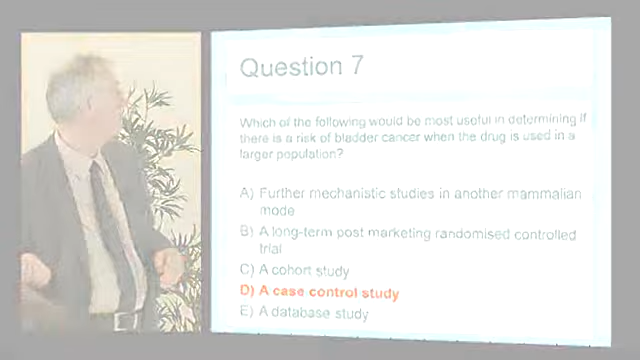 Question 7
Which of the following would be most useful in determining if
there is a risk of bladder cancer when the drug is used in a
larger population?
A) Further mechanistic studies in another mammalian
mode
B) A long-term post marketing randomised controlled
trial
C) A cohort study
D) A case control study
E) A database study